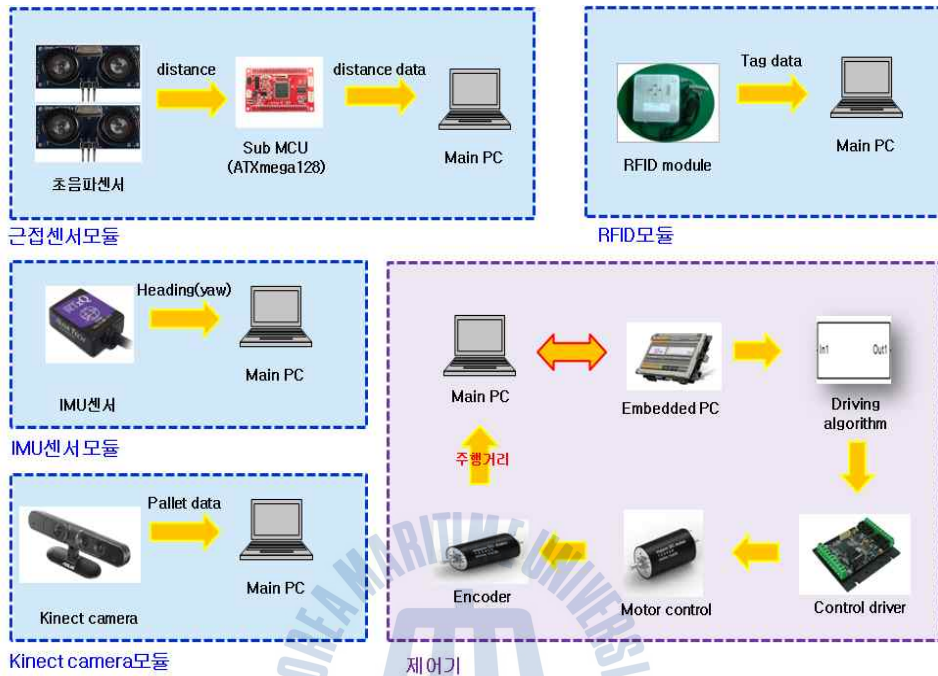 distance
distance data
초음파센서
Sub MCU
(ATXmega128)
Main PC
근접센서모듈
Tag data
RFID module
Main PC
RFID모듈
Heading(yaw)
IMU센서
Main PC
IMU센서모듈
Pallet data
Kinect camera
Main PC
Kinect camera모듈
Main PC
Embedded PC
In1
Out1
Driving
algorithm
주행거리
Encoder
Motor control
Control driver
제어기
KOREA MARITIME UNIVERSI